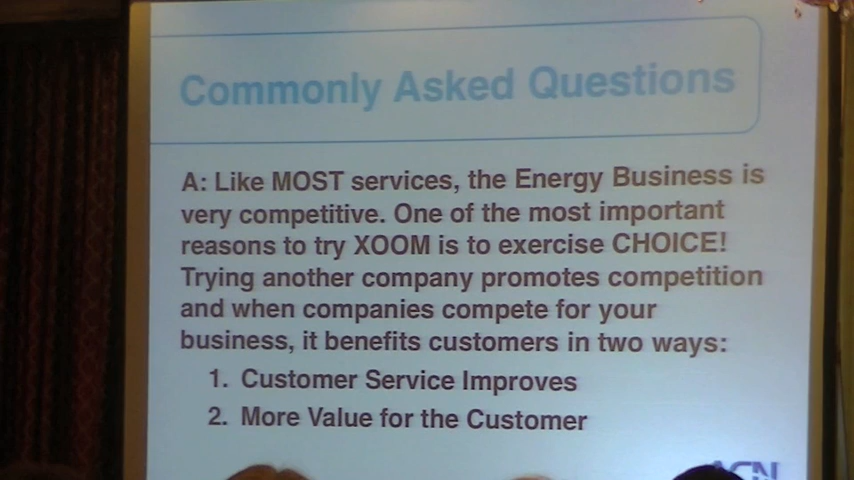 Commonly Asked Questions
A: Like MOST services, the Energy Business is
very competitive. One of the most important
reasons to try XOOM is to exercise CHOICE!
Trying another company promotes competition
and when companies compete for your
business, it benefits customers in two ways:
1. Customer Service Improves
2. More Value for the Customer
ACN